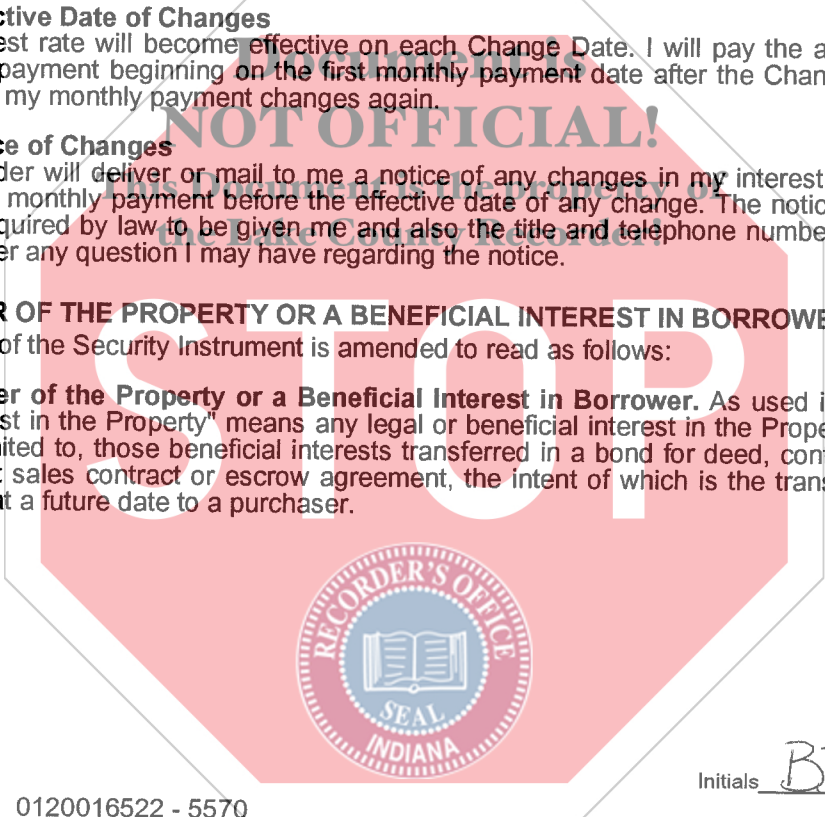 ctive Date of Changes
est rate will become effective on each Change Date. I will pay the a
payment beginning on the first monthly payment date after the Chan
my monthly payment changes again.
Document is
NOT OFFICIAL!
This Document is the property of
the Lake County Recorder!
ce of Changes
der will deliver or mail to me a notice of any changes in my interest
monthly payment before the effective date of any change. The notic
quired by law to be given me and also the title and telephone numbe
er any question I may have regarding the notice.
R OF THE PROPERTY OR A BENEFICIAL INTEREST IN BORROWE
of the Security Instrument is amended to read as follows:
er of the Property or a Beneficial Interest in Borrower. As used i
st in the Property" means any legal or beneficial interest in the Prope
ited to, those beneficial interests transferred in a bond for deed, con
t sales contract or escrow agreement, the intent of which is the trans
at a future date to a purchaser.
STOP
RECORDER'S OFFICE
SEAL
INDIANA
Initials B
0120016522 - 5570